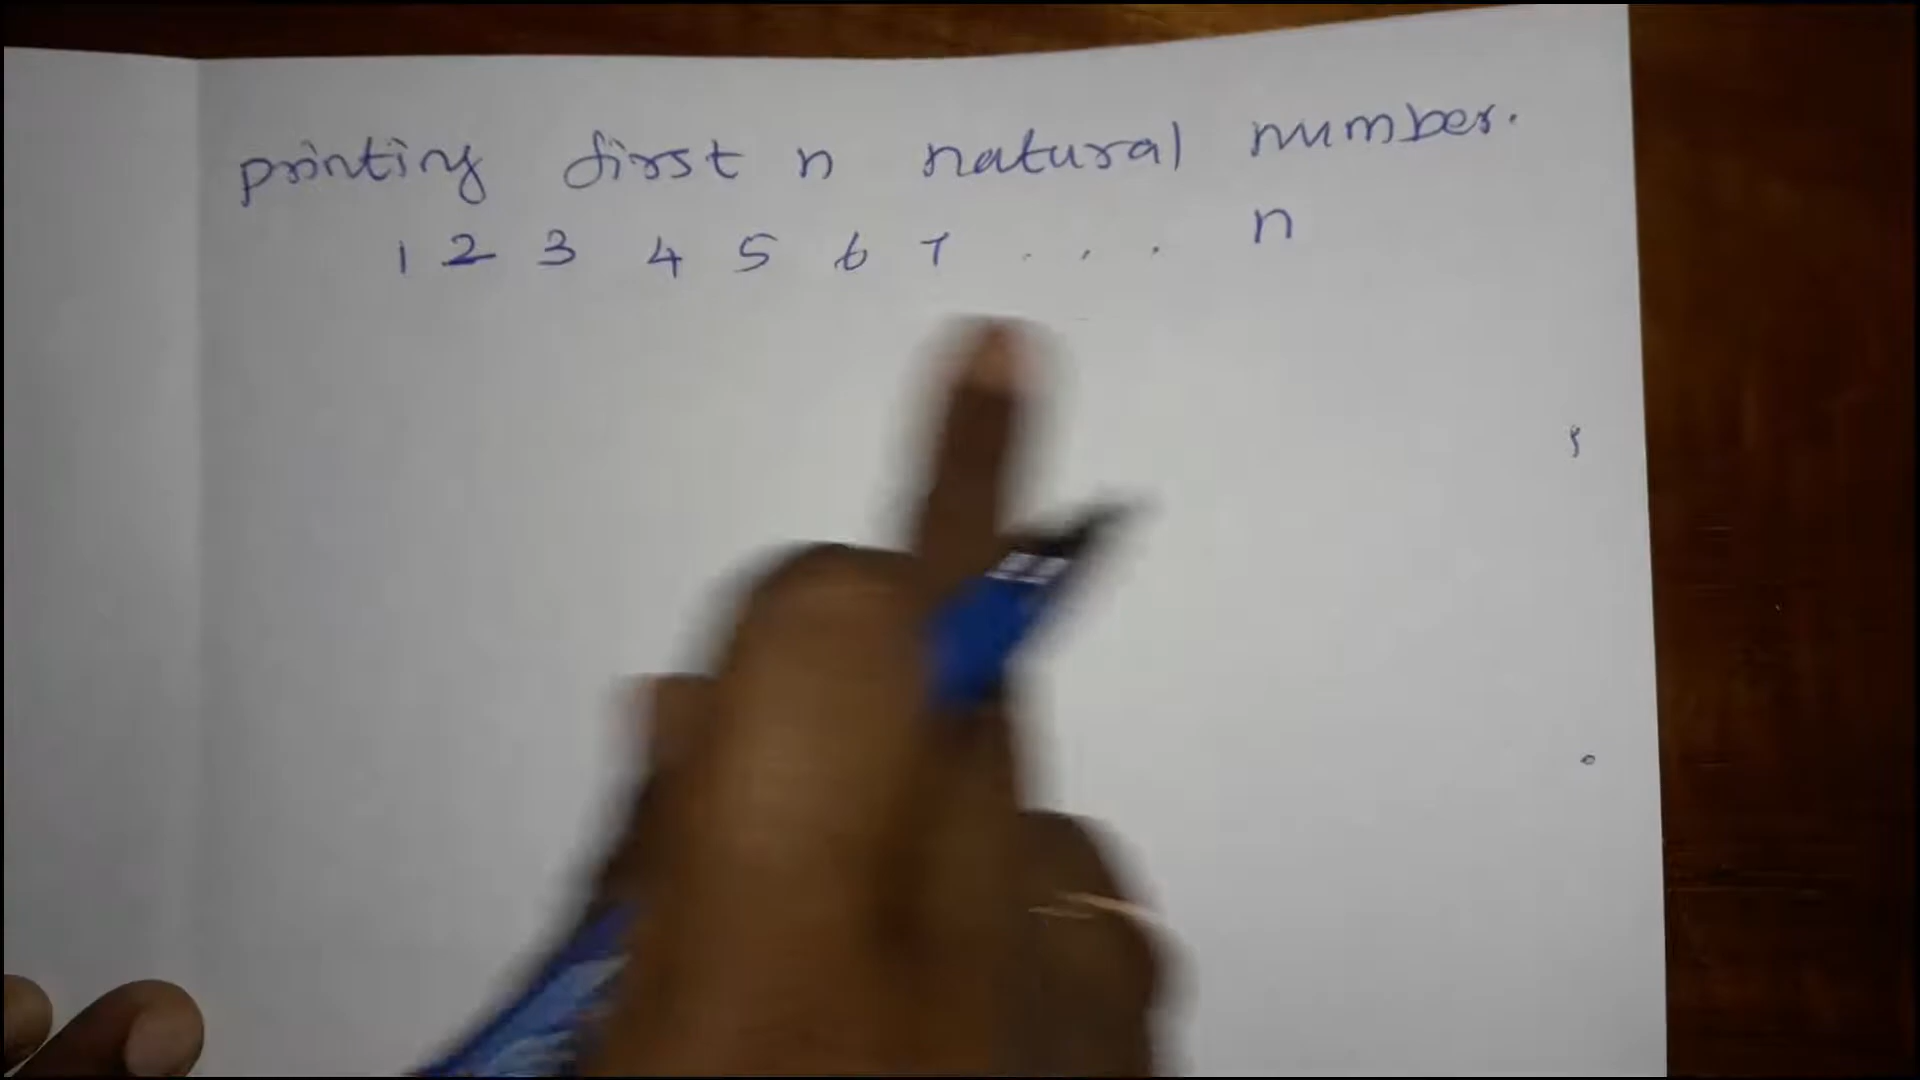 printing first n natural number.
1 2 3 4 5 6 7 . . . n